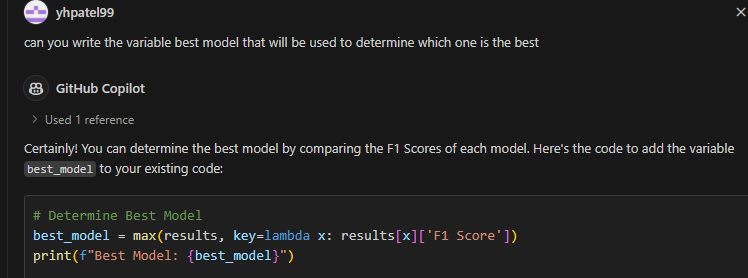 yhpatel99
can you write the variable best model that will be used to determine which one is the best
GitHub Copilot
Used 1 reference
Certainly! You can determine the best model by comparing the F1 Scores of each model. Here's the code to add the variable
best_model to your existing code:
# Determine Best Model
best_model = max(results, key=lambda x: results[x]['F1 Score'])
print(f"Best Model: {best_model}")